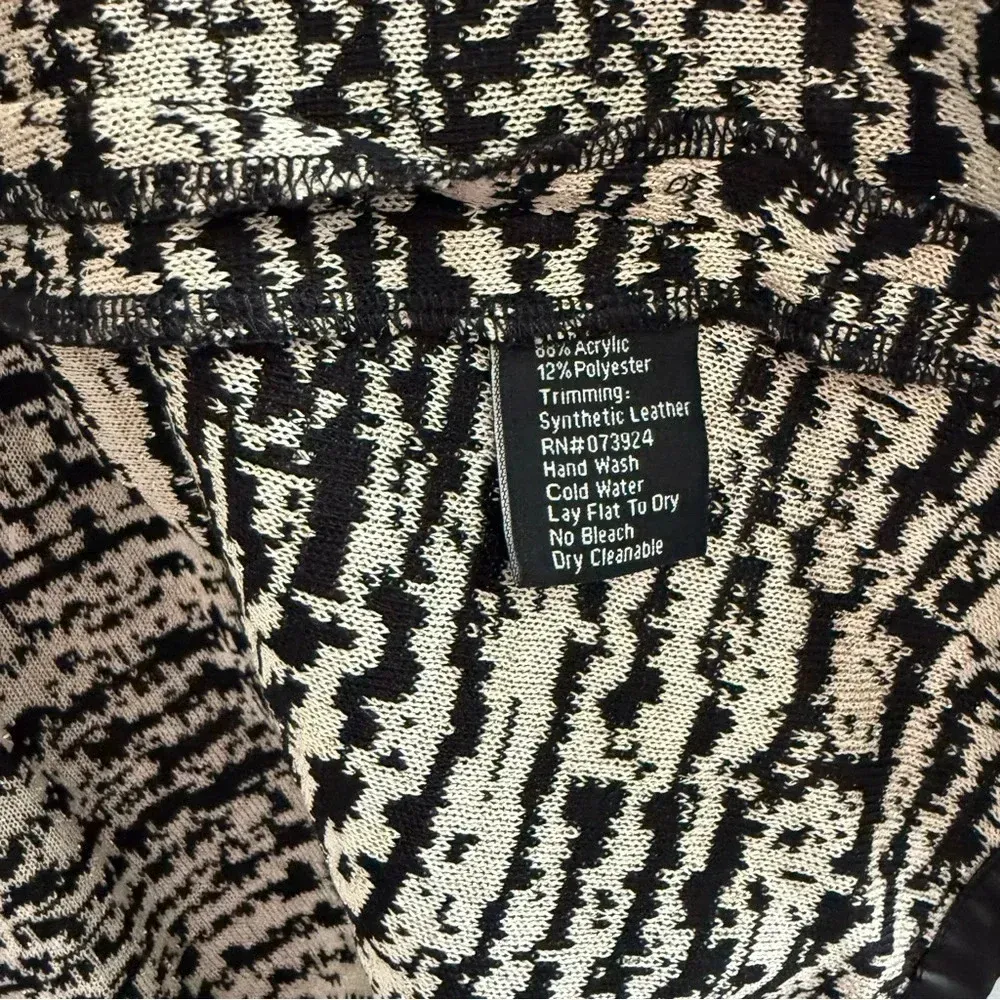 88% Acrylic
12% Polyester
Trimming:
Synthetic Leather
RN#073924
Hand Wash
Cold Water
Lay Flat To Dry
No Bleach
Dry Cleanable